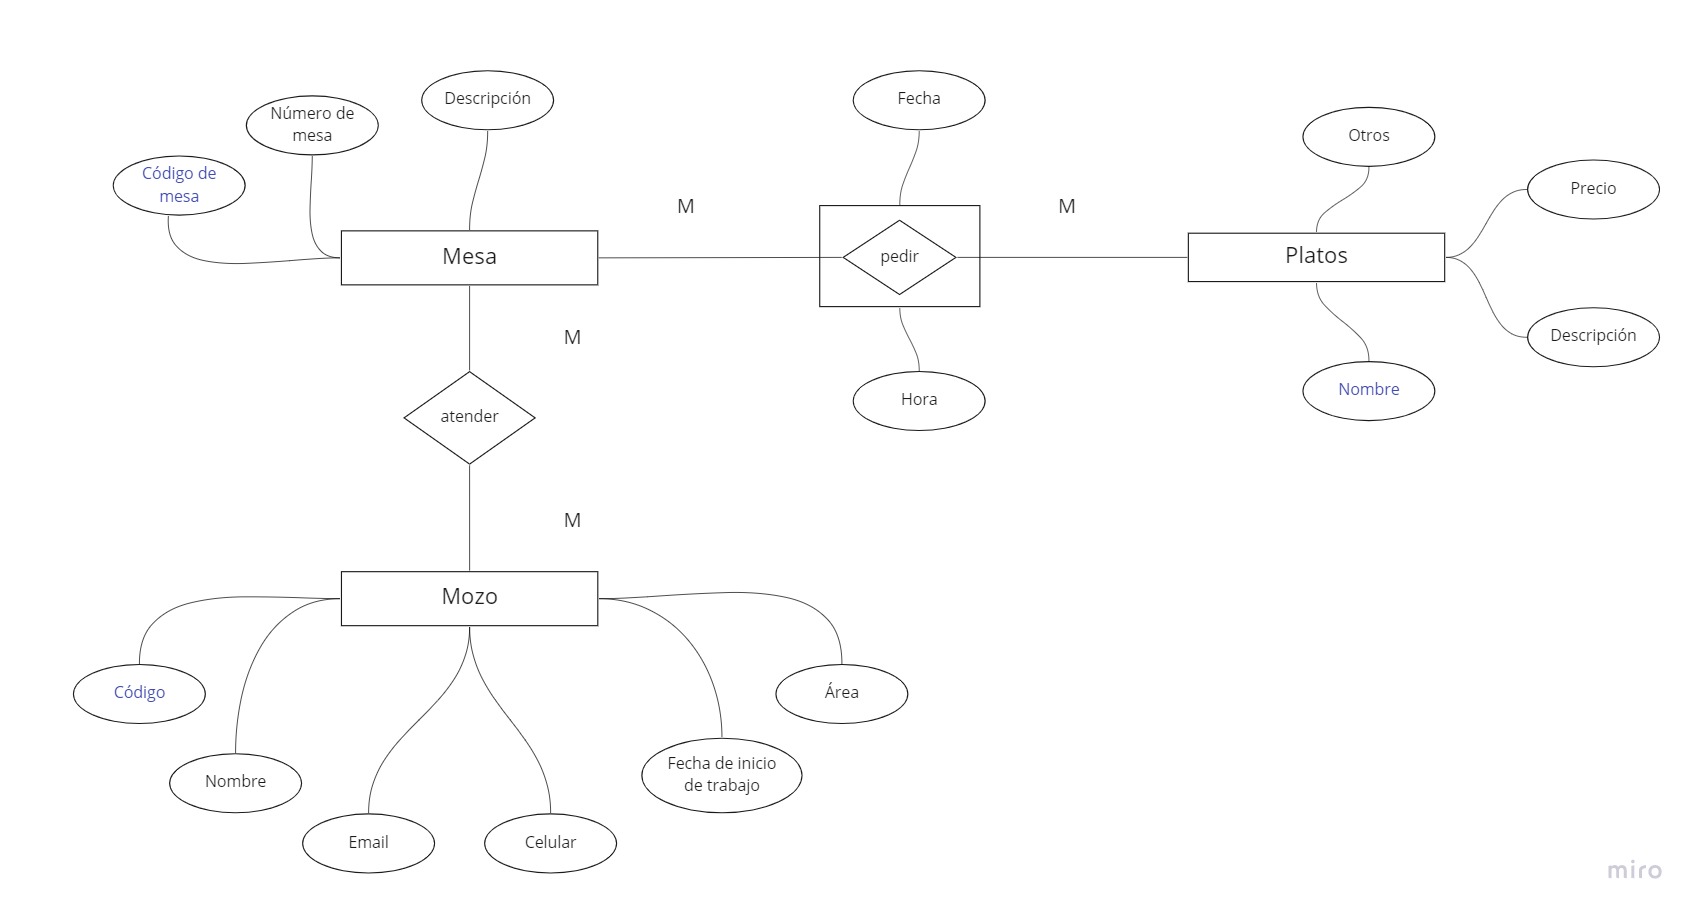 Descripción
Fecha
Número de
mesa
Otros
Código de
mesa
Precio
M
M
Mesa
pedir
Platos
M
Descripción
Nombre
Hora
atender
M
Mozo
Código
Área
Nombre
Fecha de inicio
de trabajo
Email
Celular
miro